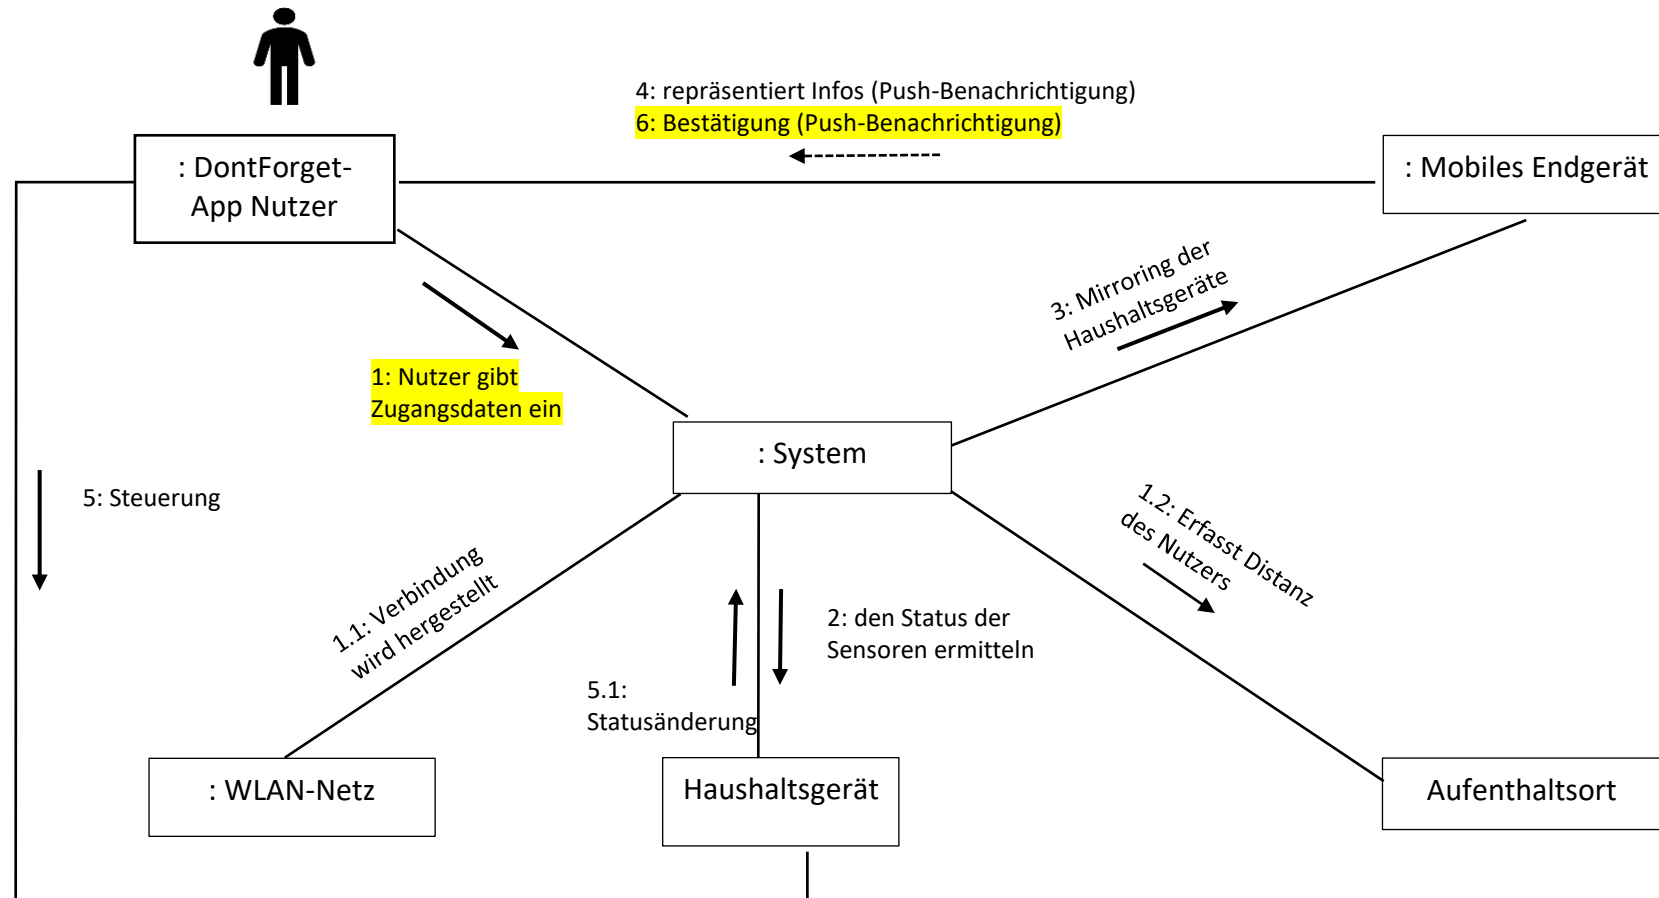 4: repräsentiert Infos (Push-Benachrichtigung)
6: Bestätigung (Push-Benachrichtigung)
: DontForget-
App Nutzer
: Mobiles Endgerät
3: Mirroring der
Haushaltsgeräte
1: Nutzer gibt
Zugangsdaten ein
: System
5: Steuerung
1.1: Verbindung
wird hergestellt
1.2: Erfasst Distanz
des Nutzers
2: den Status der
Sensoren ermitteln
5.1:
Statusänderung
: WLAN-Netz
Haushaltsgerät
Aufenthaltsort